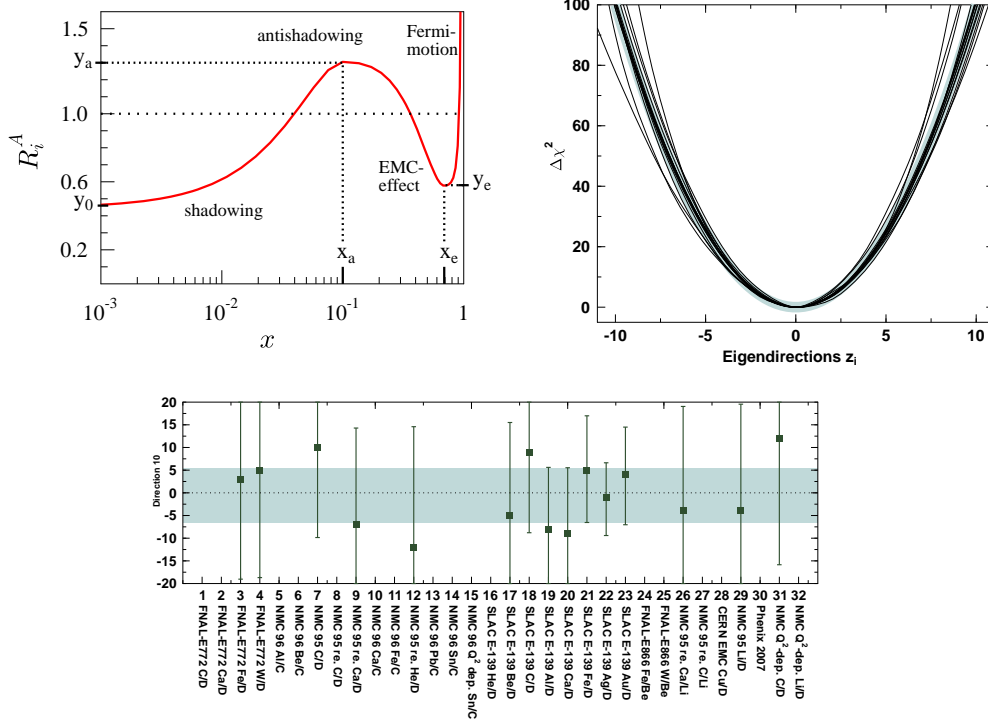 antishadowing
Fermi-
motion
EMC-
effect
shadowing
y_a
y_0
y_e
x_a
x_e
1.5
1.0
0.6
0.2
R_i^A
10^-3
10^-2
10^-1
1
x
100
80
60
40
20
0
Δχ²
-10
-5
0
5
10
Eigendirections z_i
20
15
10
5
0
-5
-10
-15
-20
Direction 10
1 FNAL-E772 C/D
2 FNAL-E772 Ca/D
3 FNAL-E772 Fe/D
4 FNAL-E772 W/D
5 NMC 96 Al/C
6 NMC 96 Be/C
7 NMC 95 C/D
8 NMC 95 re. C/D
9 NMC 95 re. Ca/D
10 NMC 96 Ca/C
11 NMC 96 Fe/C
12 NMC 95 re. He/D
13 NMC 96 Pb/C
14 NMC 96 Sn/C
15 NMC 96 Q² dep. Sn/C
16 SLAC E-139 He/D
17 SLAC E-139 Be/D
18 SLAC E-139 C/D
19 SLAC E-139 Al/D
20 SLAC E-139 Ca/D
21 SLAC E-139 Fe/D
22 SLAC E-139 Ag/D
23 SLAC E-139 Au/D
24 FNAL-E866 Fe/Be
25 FNAL-E866 W/Be
26 NMC 95 re. Ca/Li
27 NMC 95 re. C/Li
28 CERN EMC Cu/D
29 NMC 95 Li/D
30 Phenix 2007
31 NMC Q²-dep. C/D
32 NMC Q²-dep. Li/D